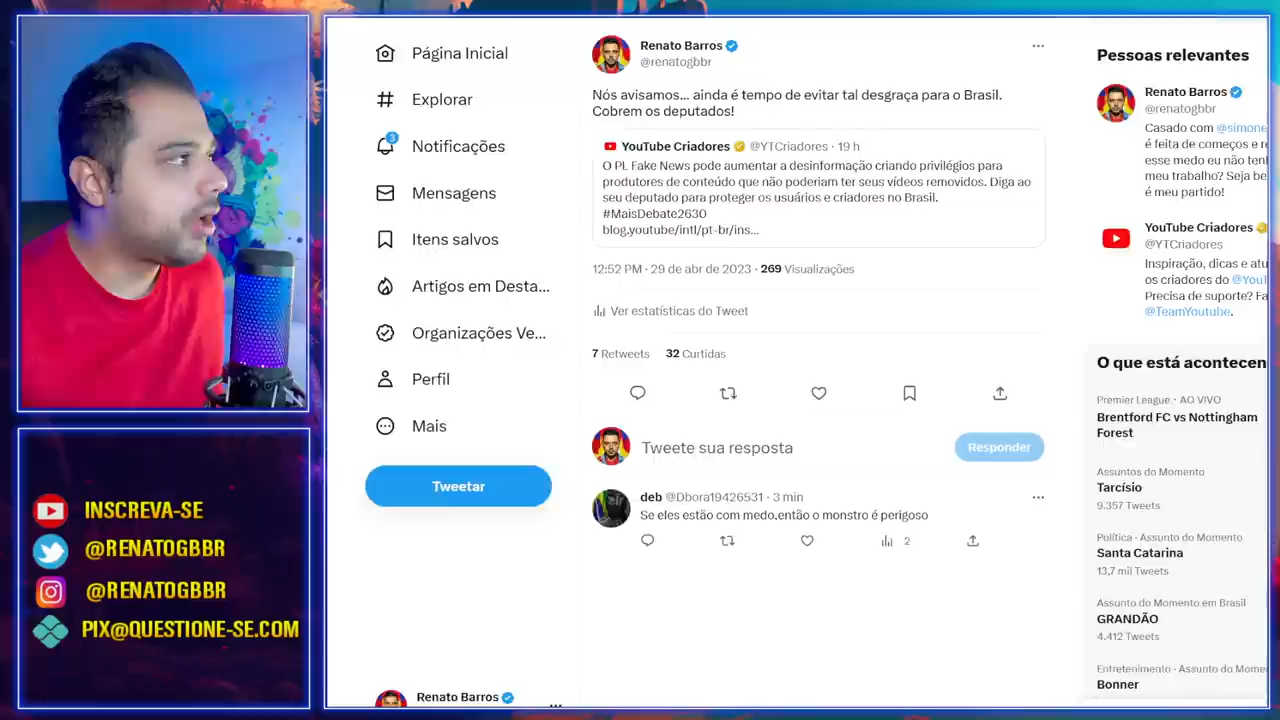 INSCREVA-SE
@RENATOGBBR
@RENATOGBBR
PIX@QUESTIONE-SE.COM
Página Inicial
Explorar
3
Notificações
Mensagens
Itens salvos
Artigos em Desta...
Organizações Ve...
Perfil
Mais
Tweetar
Renato Barros
Renato Barros
@renatogbbr
Nós avisamos... ainda é tempo de evitar tal desgraça para o Brasil.
Cobrem os deputados!
YouTube Criadores @YTCriadores · 19 h
O PL Fake News pode aumentar a desinformação criando privilégios para
produtores de conteúdo que não poderiam ter seus vídeos removidos. Diga ao
seu deputado para proteger os usuários e criadores no Brasil.
#MaisDebate2630
blog.youtube/intl/pt-br/ins...
12:52 PM · 29 de abr de 2023 · 269 Visualizações
Ver estatísticas do Tweet
7 Retweets 32 Curtidas
Tweete sua resposta
Responder
deb @Dbora19426531 · 3 min
Se eles estão com medo.então o monstro é perigoso
2
Pessoas relevantes
Renato Barros
@renatogbbr
Casado com @simone
é feita de começos e re
esse medo eu não ten
meu trabalho? Seja be
é meu partido!
YouTube Criadores
@YTCriadores
Inspiração, dicas e atu
os criadores do @You
Precisa de suporte? Fa
@TeamYoutube.
O que está acontecen
Premier League · AO VIVO
Brentford FC vs Nottingham
Forest
Assuntos do Momento
Tarcísio
9.357 Tweets
Política · Assunto do Momento
Santa Catarina
13,7 mil Tweets
Assunto do Momento em Brasil
GRANDÃO
4.412 Tweets
Entretenimento · Assunto do Mome
Bonner